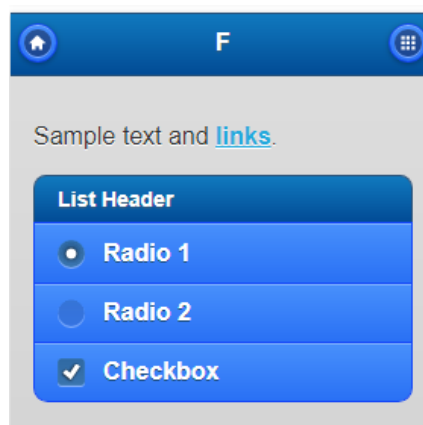 F
Sample text and links.
List Header
Radio 1
Radio 2
Checkbox